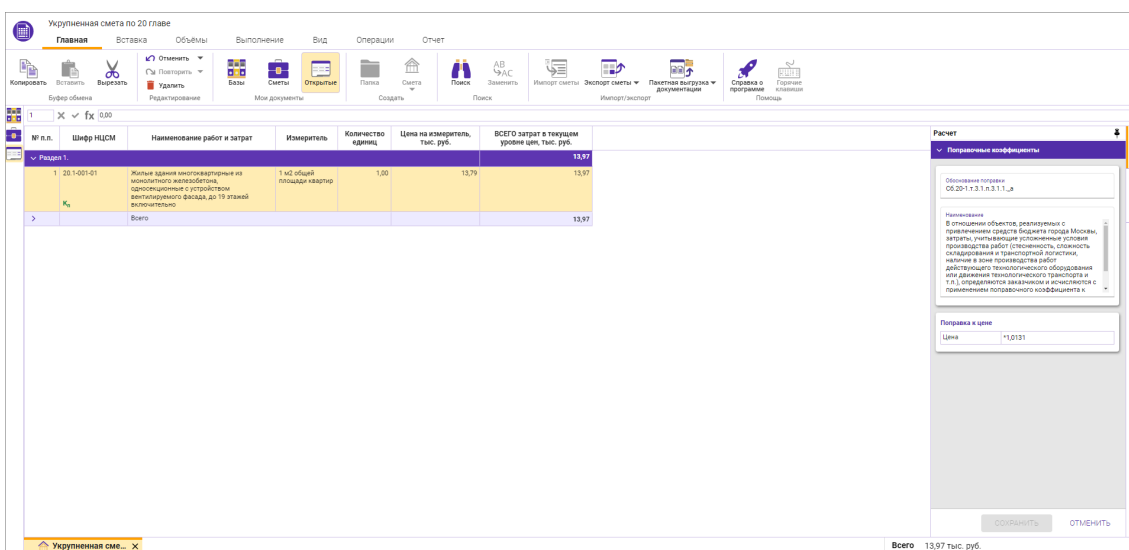 Укрупненная смета по 20 главе
Главная Вставка Объёмы Выполнение Вид Операции Отчет
Копировать Вставить Вырезать
Буфер обмена
Отменить
Повторить
Удалить
Редактирование
Базы Сметы Открытые
Мои документы
Папка Смета
Создать
Поиск AB AC Заменить
Поиск
Импорт сметы Экспорт сметы Пакетная выгрузка документации
Импорт/экспорт
Справка о программе Горячие клавиши
Помощь
1 fx 0,00
№ п.п. Шифр НЦСМ Наименование работ и затрат Измеритель Количество единиц Цена на измеритель, тыс. руб. ВСЕГО затрат в текущем уровне цен, тыс. руб.
Раздел 1. 13,97
1 20.1-001-01 Жилые здания многоквартирные из 1 м2 общей 1,00 13,79 13,97
монолитного железобетона, площади квартир
односекционные с устройством
вентилируемого фасада, до 19 этажей
Kп включительно
Всего 13,97
Расчет
Поправочные коэффициенты
Обоснование поправки
Сб.20-1.т.3.1.п.3.1.1._а
Наименование
В отношении объектов, реализуемых с
привлечением средств бюджета города Москвы,
затраты, учитывающие усложненные условия
производства работ (стесненность, сложность
складирования и транспортной логистики,
наличие в зоне производства работ
действующего технологического оборудования
или движения технологического транспорта и
т.п.), определяются заказчиком и исчисляются с
применением поправочного коэффициента к
Поправка к цене
Цена *1,0131
СОХРАНИТЬ ОТМЕНИТЬ
Укрупненная сме... X
Всего 13,97 тыс. руб.